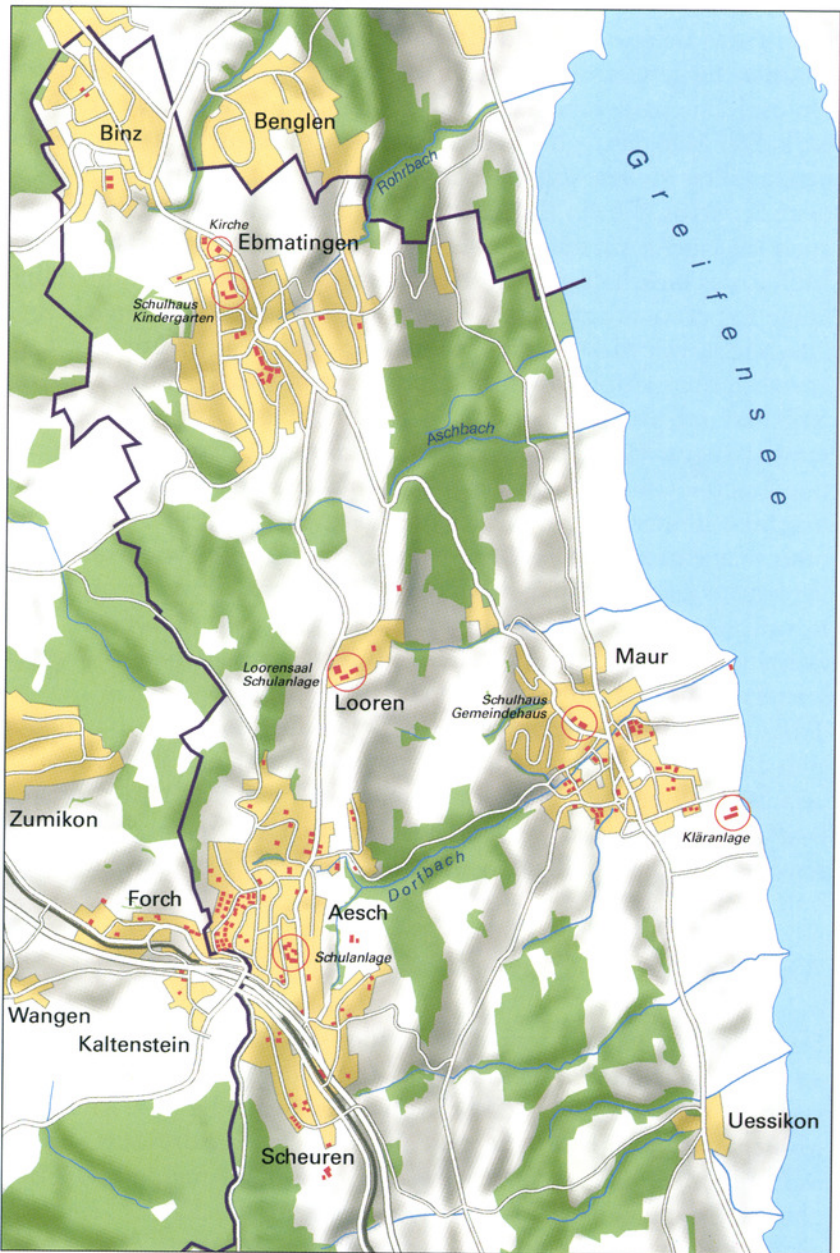 Binz
Benglen
Rohrbach
Greifensee
Kirche
Ebmatingen
Schulhaus
Kindergarten
Aschbach
Loorensaal
Schulanlage
Looren
Maur
Schulhaus
Gemeindehaus
Zumikon
Kläranlage
Dorfbach
Forch
Aesch
Schulanlage
Wangen
Kaltenstein
Uessikon
Scheuren